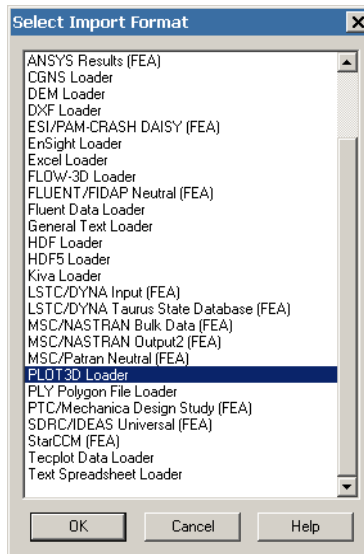 Select Import Format
ANSYS Results (FEA)
CGNS Loader
DEM Loader
DXF Loader
ESI/PAM-CRASH DAISY (FEA)
EnSight Loader
Excel Loader
FLOW-3D Loader
FLUENT/FIDAP Neutral (FEA)
Fluent Data Loader
General Text Loader
HDF Loader
HDF5 Loader
Kiva Loader
LSTC/DYNA Input (FEA)
LSTC/DYNA Taurus State Database (FEA)
MSC/NASTRAN Bulk Data (FEA)
MSC/NASTRAN Output2 (FEA)
MSC/Patran Neutral (FEA)
PLOT3D Loader
PLY Polygon File Loader
PTC/Mechanica Design Study (FEA)
SDRC/IDEAS Universal (FEA)
StarCCM (FEA)
Tecplot Data Loader
Text Spreadsheet Loader
OK Cancel Help